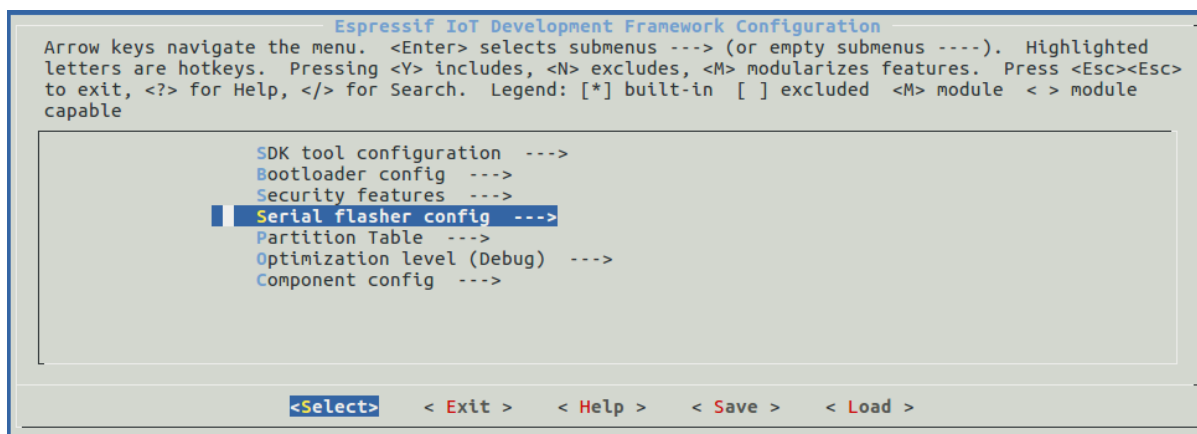 Espressif IoT Development Framework Configuration
Arrow keys navigate the menu.  <Enter> selects submenus ---> (or empty submenus ----).  Highlighted
letters are hotkeys.  Pressing <Y> includes, <N> excludes, <M> modularizes features.  Press <Esc><Esc>
to exit, <?> for Help, </> for Search.  Legend: [*] built-in  [ ] excluded  <M> module  < > module
capable
SDK tool configuration  --->
Bootloader config  --->
Security features  --->
Serial flasher config  --->
Partition Table  --->
Optimization level (Debug)  --->
Component config  --->
<Select>    < Exit >    < Help >    < Save >    < Load >